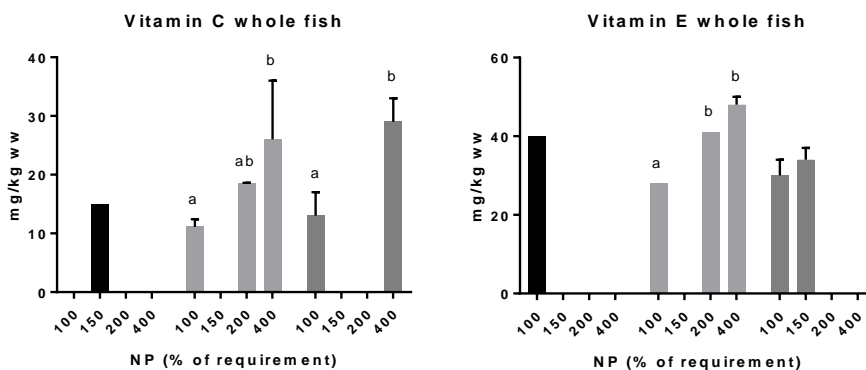 Vitamin C whole fish
mg/kg ww
40
30
20
10
0
a
ab
b
a
b
100 150 200 400 100 150 200 400 100 150 200 400
NP (% of requirement)
Vitamin E whole fish
mg/kg ww
60
40
20
0
a
b
b
100 150 200 400 100 150 200 400 100 150 200 400
NP (% of requirement)